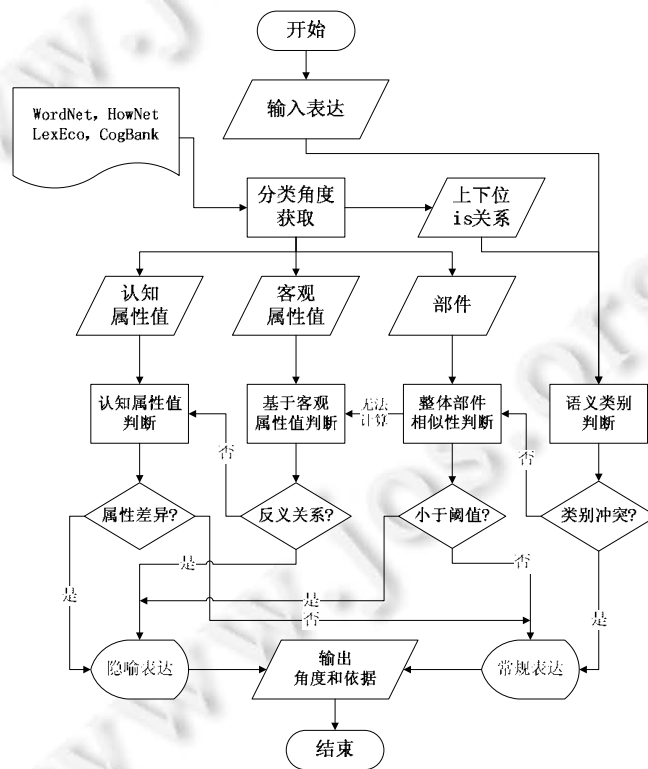 开始
输入表达
WordNet, HowNet
LexEco, CogBank
分类角度
获取
上下位
is关系
认知
属性值
客观
属性值
部件
认知属性值
判断
基于客观
属性值判断
无法
计算
整体部件
相似性判断
语义类别
判断
否
否
属性差异?
反义关系?
小于阈值?
类别冲突?
是
否
是
是
否
是
隐喻表达
输出
角度和依据
常规表达
结束
www.jos.org